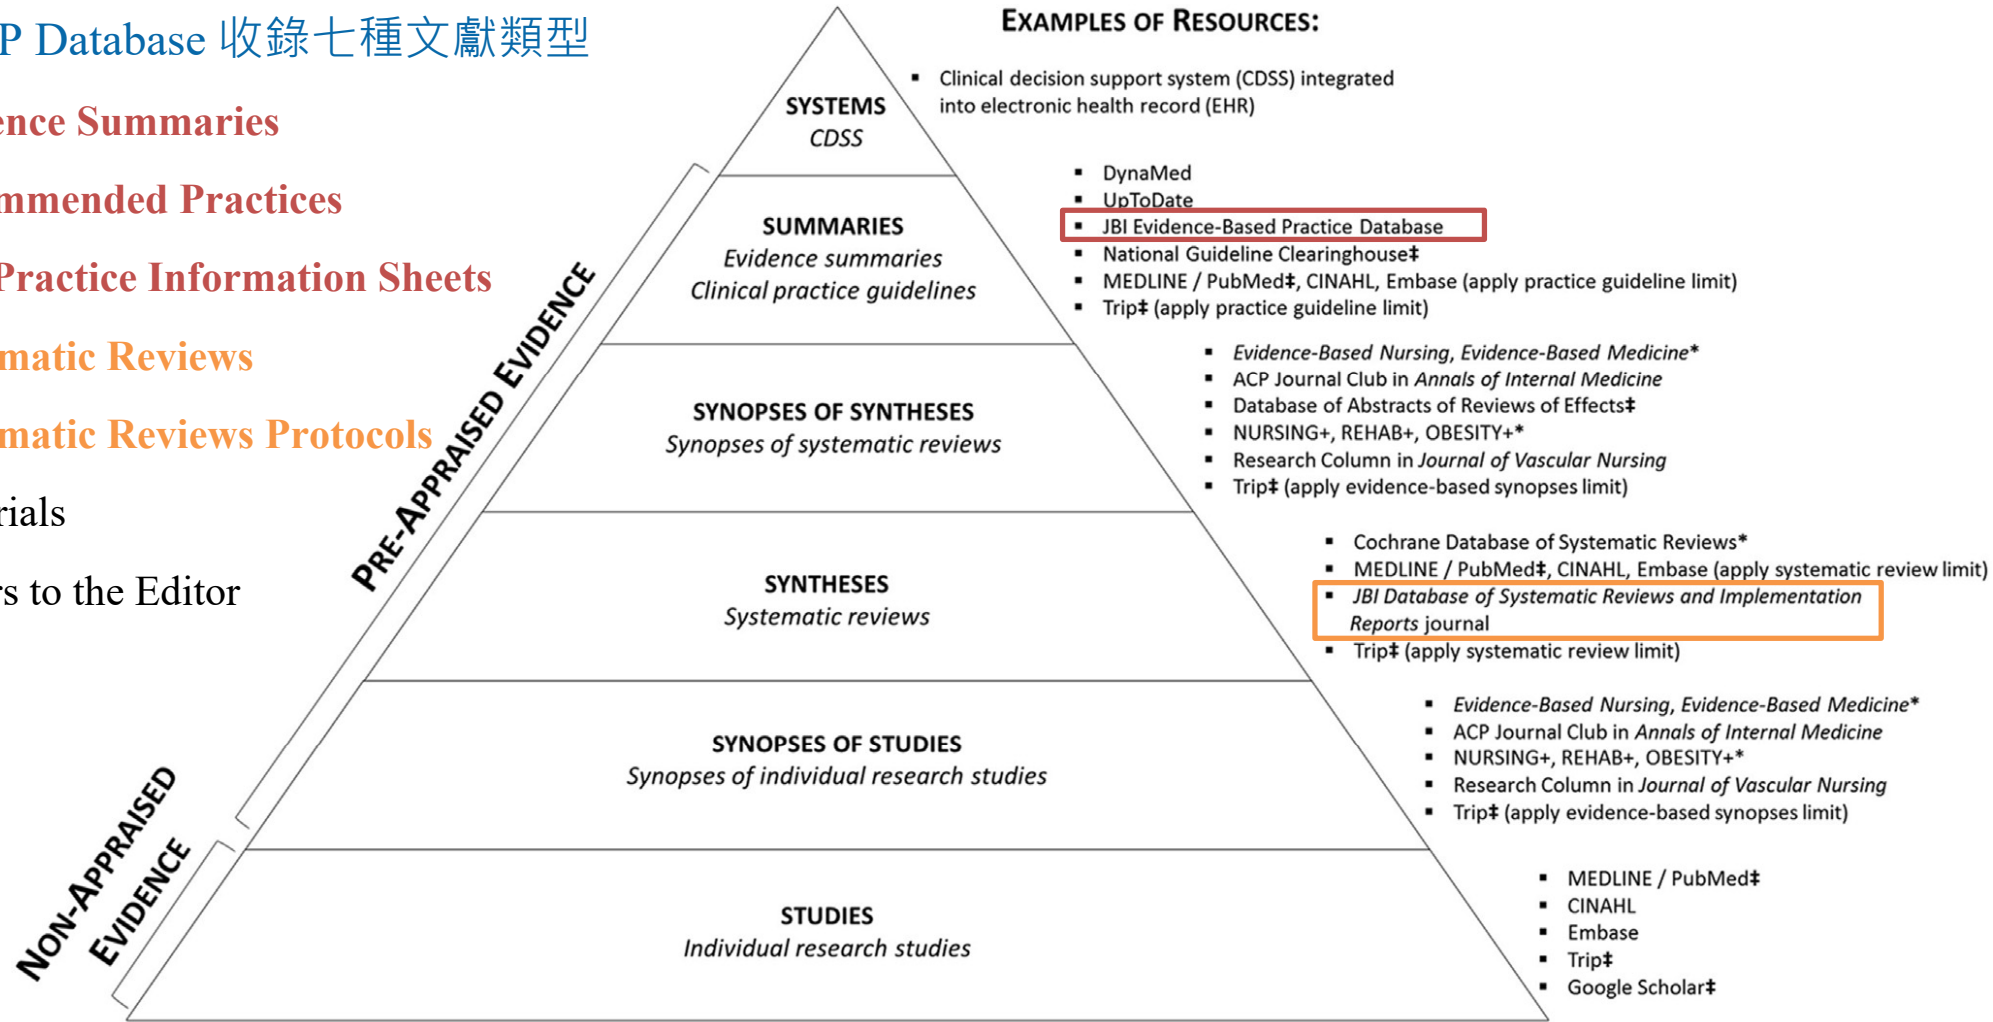 P Database 收錄七種文獻類型
ence Summaries
mmended Practices
Practice Information Sheets
matic Reviews
matic Reviews Protocols
rials
rs to the Editor
PRE-APPRAISED EVIDENCE
NON-APPRAISED
EVIDENCE
SYSTEMS
CDSS
SUMMARIES
Evidence summaries
Clinical practice guidelines
SYNOPSES OF SYNTHESES
Synopses of systematic reviews
SYNTHESES
Systematic reviews
SYNOPSES OF STUDIES
Synopses of individual research studies
STUDIES
Individual research studies
EXAMPLES OF RESOURCES:
▪ Clinical decision support system (CDSS) integrated
into electronic health record (EHR)
▪ DynaMed
▪ UpToDate
▪ JBI Evidence-Based Practice Database
▪ National Guideline Clearinghouse‡
▪ MEDLINE / PubMed‡, CINAHL, Embase (apply practice guideline limit)
▪ Trip‡ (apply practice guideline limit)
▪ Evidence-Based Nursing, Evidence-Based Medicine*
▪ ACP Journal Club in Annals of Internal Medicine
▪ Database of Abstracts of Reviews of Effects‡
▪ NURSING+, REHAB+, OBESITY+*
▪ Research Column in Journal of Vascular Nursing
▪ Trip‡ (apply evidence-based synopses limit)
▪ Cochrane Database of Systematic Reviews*
▪ MEDLINE / PubMed‡, CINAHL, Embase (apply systematic review limit)
▪ JBI Database of Systematic Reviews and Implementation
Reports journal
▪ Trip‡ (apply systematic review limit)
▪ Evidence-Based Nursing, Evidence-Based Medicine*
▪ ACP Journal Club in Annals of Internal Medicine
▪ NURSING+, REHAB+, OBESITY+*
▪ Research Column in Journal of Vascular Nursing
▪ Trip‡ (apply evidence-based synopses limit)
▪ MEDLINE / PubMed‡
▪ CINAHL
▪ Embase
▪ Trip‡
▪ Google Scholar‡